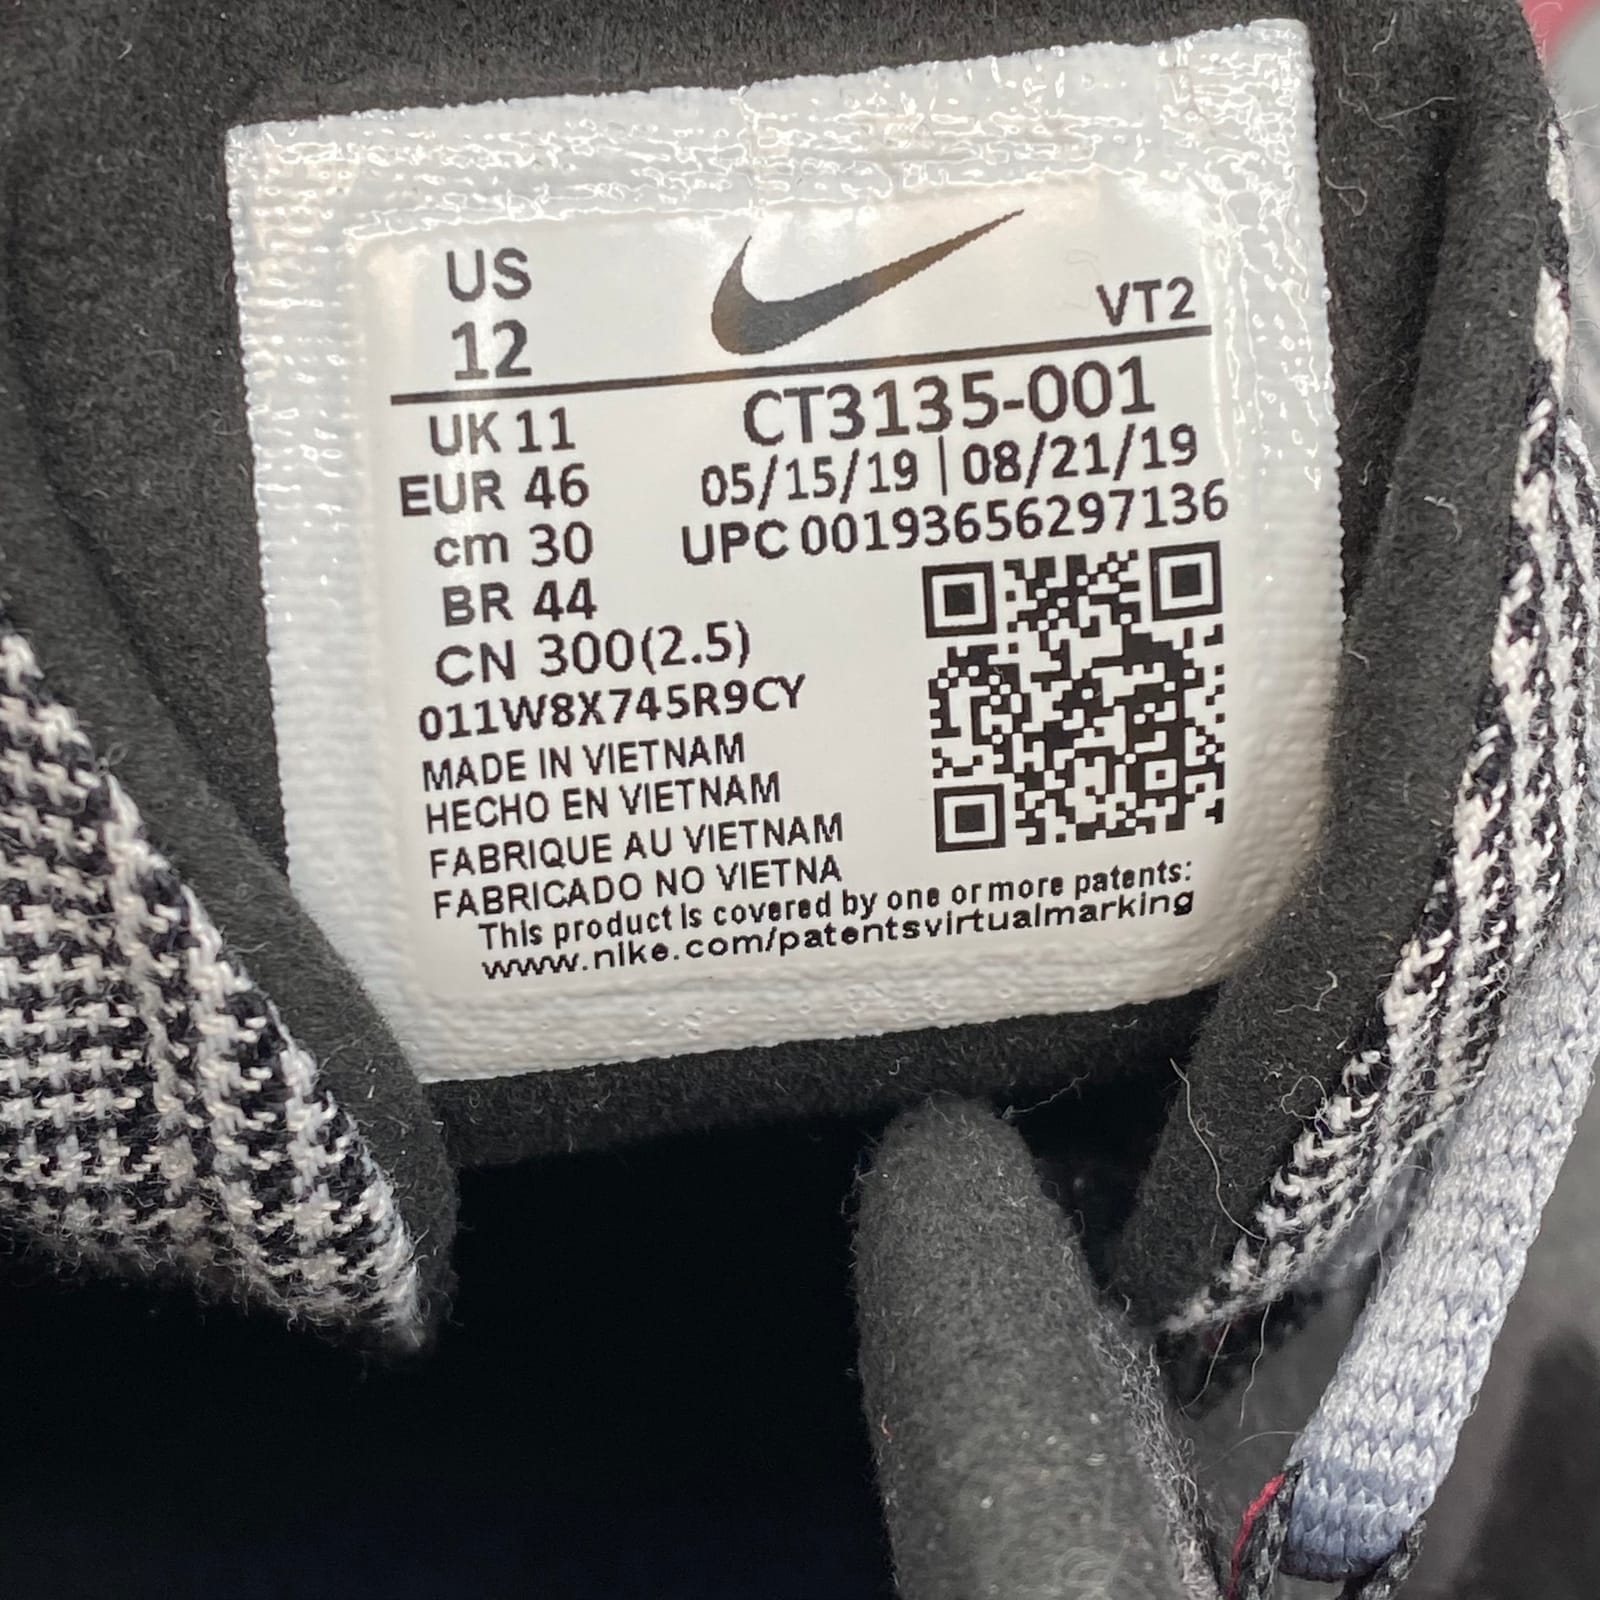 US
12
VT2
UK 11
EUR 46
cm 30
BR 44
CN 300(2.5)
CT3135-001
05/15/19 | 08/21/19
UPC 00193656297136
011W8X745R9CY
MADE IN VIETNAM
HECHO EN VIETNAM
FABRIQUE AU VIETNAM
FABRICADO NO VIETNA
This product is covered by one or more patents:
www.nike.com/patentsvirtualmarking